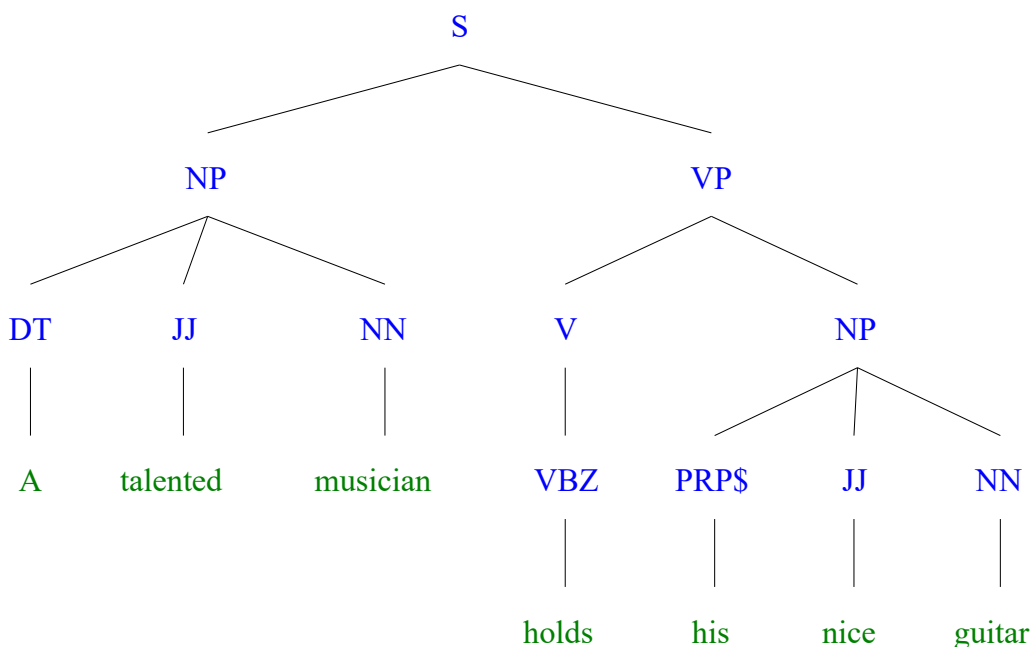 S
NP VP
DT JJ NN V NP
A talented musician VBZ PRP$ JJ NN
holds his nice guitar